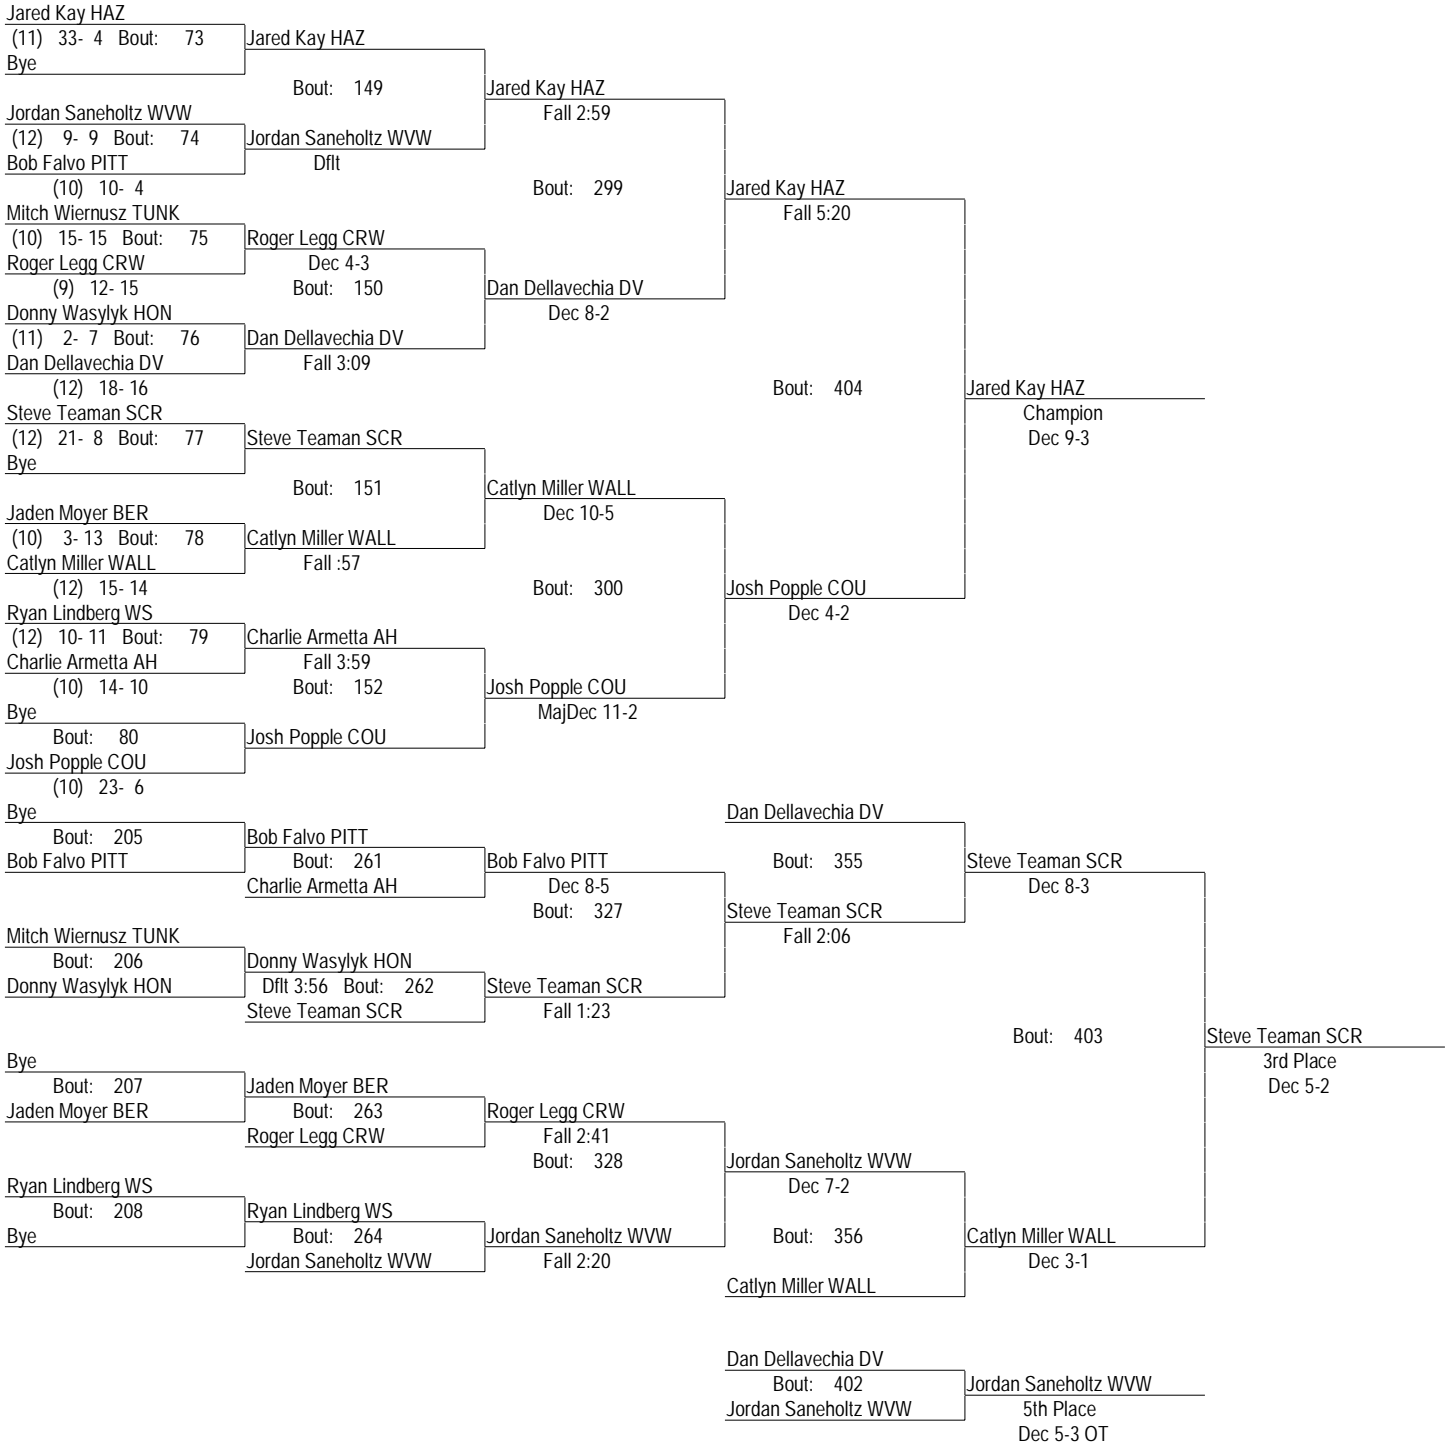 Jared Kay HAZ
(11) 33- 4 Bout: 73 Jared Kay HAZ
Bye
Bout: 149 Jared Kay HAZ
Jordan Saneholtz WVW Fall 2:59
(12) 9- 9 Bout: 74 Jordan Saneholtz WVW
Bob Falvo PITT Dflt
(10) 10- 4 Bout: 299 Jared Kay HAZ
Mitch Wiernusz TUNK Fall 5:20
(10) 15- 15 Bout: 75 Roger Legg CRW
Roger Legg CRW Dec 4-3
(9) 12- 15 Bout: 150 Dan Dellavechia DV
Donny Wasylyk HON Dec 8-2
(11) 2- 7 Bout: 76 Dan Dellavechia DV
Dan Dellavechia DV Fall 3:09
(12) 18- 16 Bout: 404 Jared Kay HAZ
Steve Teaman SCR Champion
(12) 21- 8 Bout: 77 Steve Teaman SCR Dec 9-3
Bye
Bout: 151 Catlyn Miller WALL
Jaden Moyer BER Dec 10-5
(10) 3- 13 Bout: 78 Catlyn Miller WALL
Catlyn Miller WALL Fall :57
(12) 15- 14 Bout: 300 Josh Popple COU
Ryan Lindberg WS Dec 4-2
(12) 10- 11 Bout: 79 Charlie Armetta AH
Charlie Armetta AH Fall 3:59
(10) 14- 10 Bout: 152 Josh Popple COU
Bye MajDec 11-2
Bout: 80 Josh Popple COU
Josh Popple COU
(10) 23- 6
Bye Dan Dellavechia DV
Bout: 205 Bob Falvo PITT
Bob Falvo PITT Bout: 261 Bob Falvo PITT Bout: 355 Steve Teaman SCR
Charlie Armetta AH Dec 8-5 Dec 8-3
Bout: 327 Steve Teaman SCR
Mitch Wiernusz TUNK Fall 2:06
Bout: 206 Donny Wasylyk HON
Donny Wasylyk HON Dflt 3:56 Bout: 262 Steve Teaman SCR
Steve Teaman SCR Fall 1:23
Bout: 403 Steve Teaman SCR
Bye 3rd Place
Bout: 207 Jaden Moyer BER Dec 5-2
Jaden Moyer BER Bout: 263 Roger Legg CRW
Roger Legg CRW Fall 2:41
Bout: 328 Jordan Saneholtz WVW
Ryan Lindberg WS Dec 7-2
Bout: 208 Ryan Lindberg WS
Bye Bout: 264 Jordan Saneholtz WVW Bout: 356 Catlyn Miller WALL
Jordan Saneholtz WVW Fall 2:20 Dec 3-1
Catlyn Miller WALL
Dan Dellavechia DV
Bout: 402 Jordan Saneholtz WVW
Jordan Saneholtz WVW 5th Place
Dec 5-3 OT